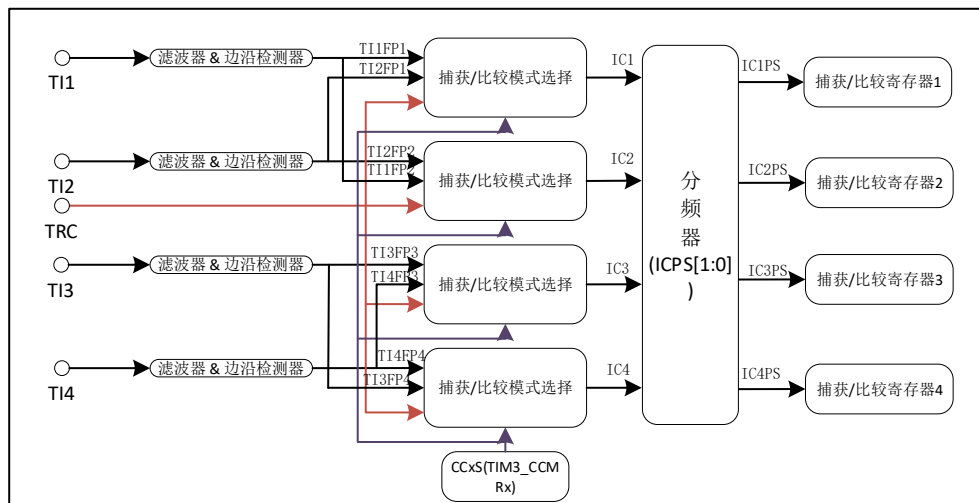 TI1
滤波器 & 边沿检测器
TI1FP1
TI2FP1
捕获/比较模式选择
IC1
IC1PS
捕获/比较寄存器1
TI2
滤波器 & 边沿检测器
TI2FP2
TI1FP2
捕获/比较模式选择
IC2
IC2PS
捕获/比较寄存器2
TRC
分
频
器
(ICPS[1:0]
)
TI3
滤波器 & 边沿检测器
TI3FP3
TI4FP3
捕获/比较模式选择
IC3
IC3PS
捕获/比较寄存器3
TI4
滤波器 & 边沿检测器
TI4FP4
TI3FP4
捕获/比较模式选择
IC4
IC4PS
捕获/比较寄存器4
CCxS(TIM3_CCM
Rx)